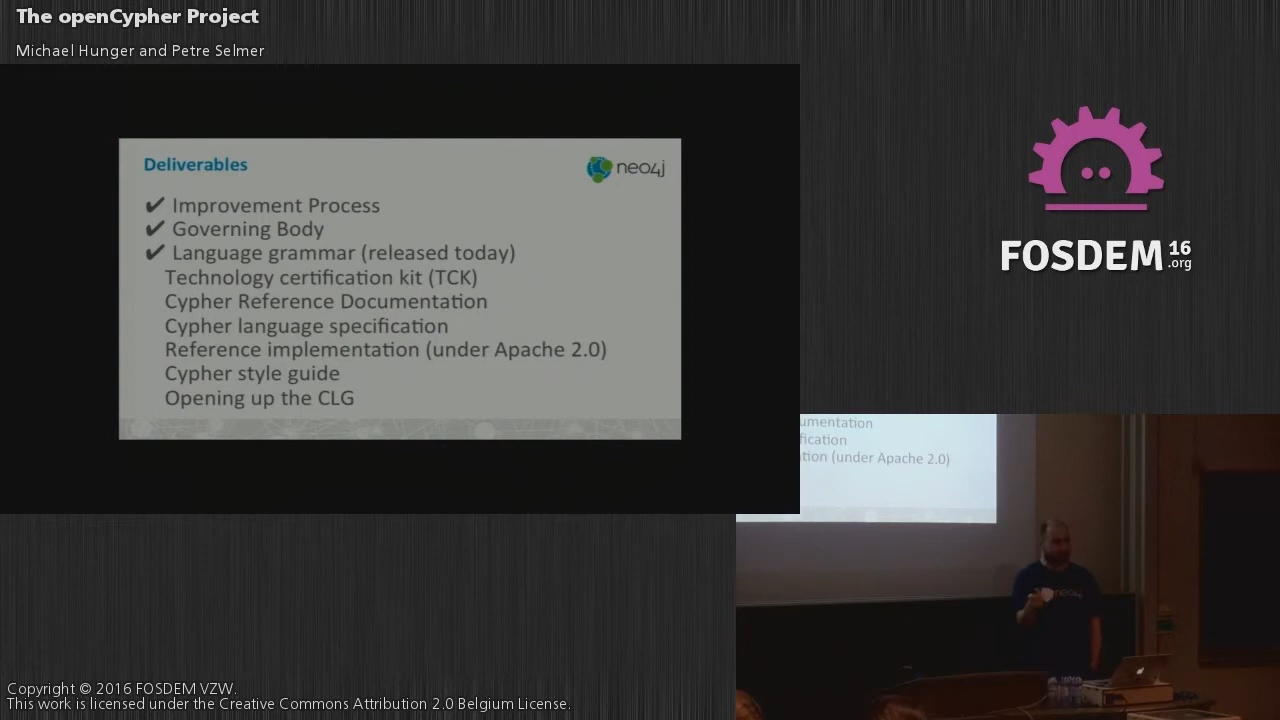 The openCypher Project
Michael Hunger and Petre Selmer
Deliverables
neo4j
✔ Improvement Process
✔ Governing Body
✔ Language grammar (released today)
Technology certification kit (TCK)
Cypher Reference Documentation
Cypher language specification
Reference implementation (under Apache 2.0)
Cypher style guide
Opening up the CLG
FOSDEM 16
.org
umentation
fication
tion (under Apache 2.0)
neo4j
Copyright © 2016 FOSDEM VZW.
This work is licensed under the Creative Commons Attribution 2.0 Belgium License.